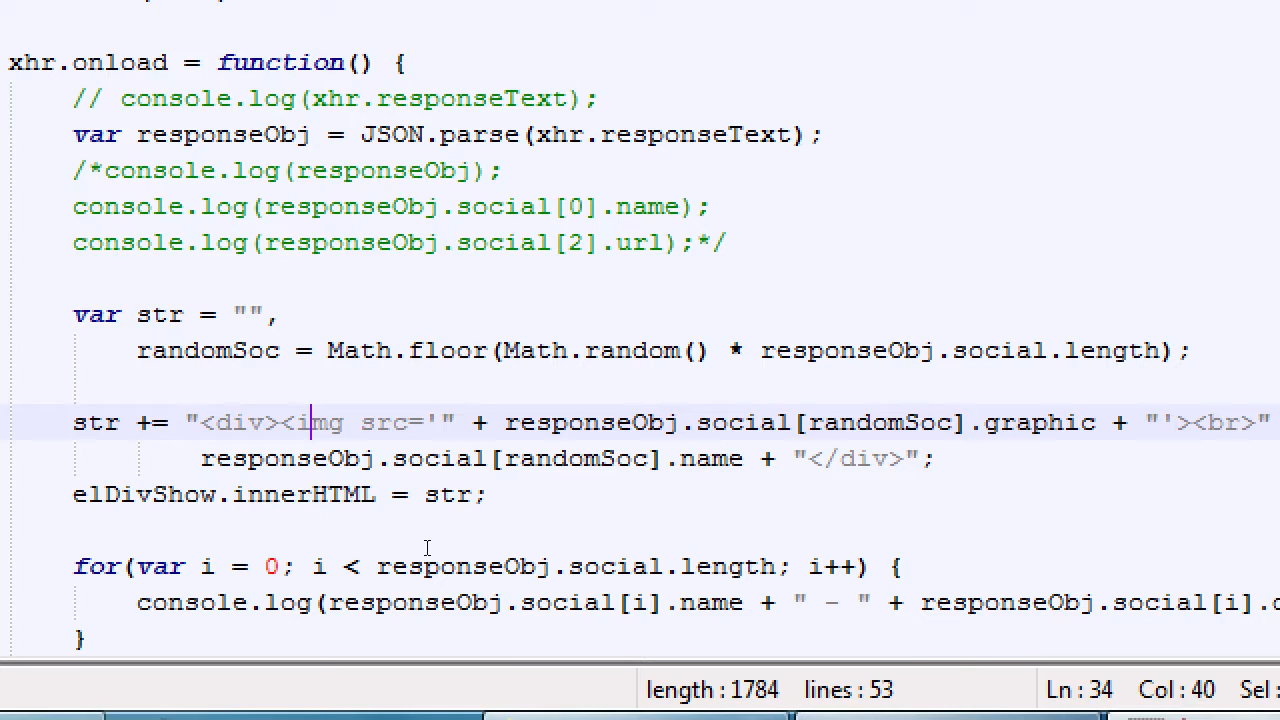 xhr.onload = function() {
// console.log(xhr.responseText);
var responseObj = JSON.parse(xhr.responseText);
/*console.log(responseObj);
console.log(responseObj.social[0].name);
console.log(responseObj.social[2].url);*/
var str = "",
randomSoc = Math.floor(Math.random() * responseObj.social.length);
str += "<div><img src='" + responseObj.social[randomSoc].graphic + "'><br>"
responseObj.social[randomSoc].name + "</div>";
elDivShow.innerHTML = str;
for(var i = 0; i < responseObj.social.length; i++) {
console.log(responseObj.social[i].name + " - " + responseObj.social[i].
}
length : 1784 lines : 53 Ln : 34 Col : 40 Sel :